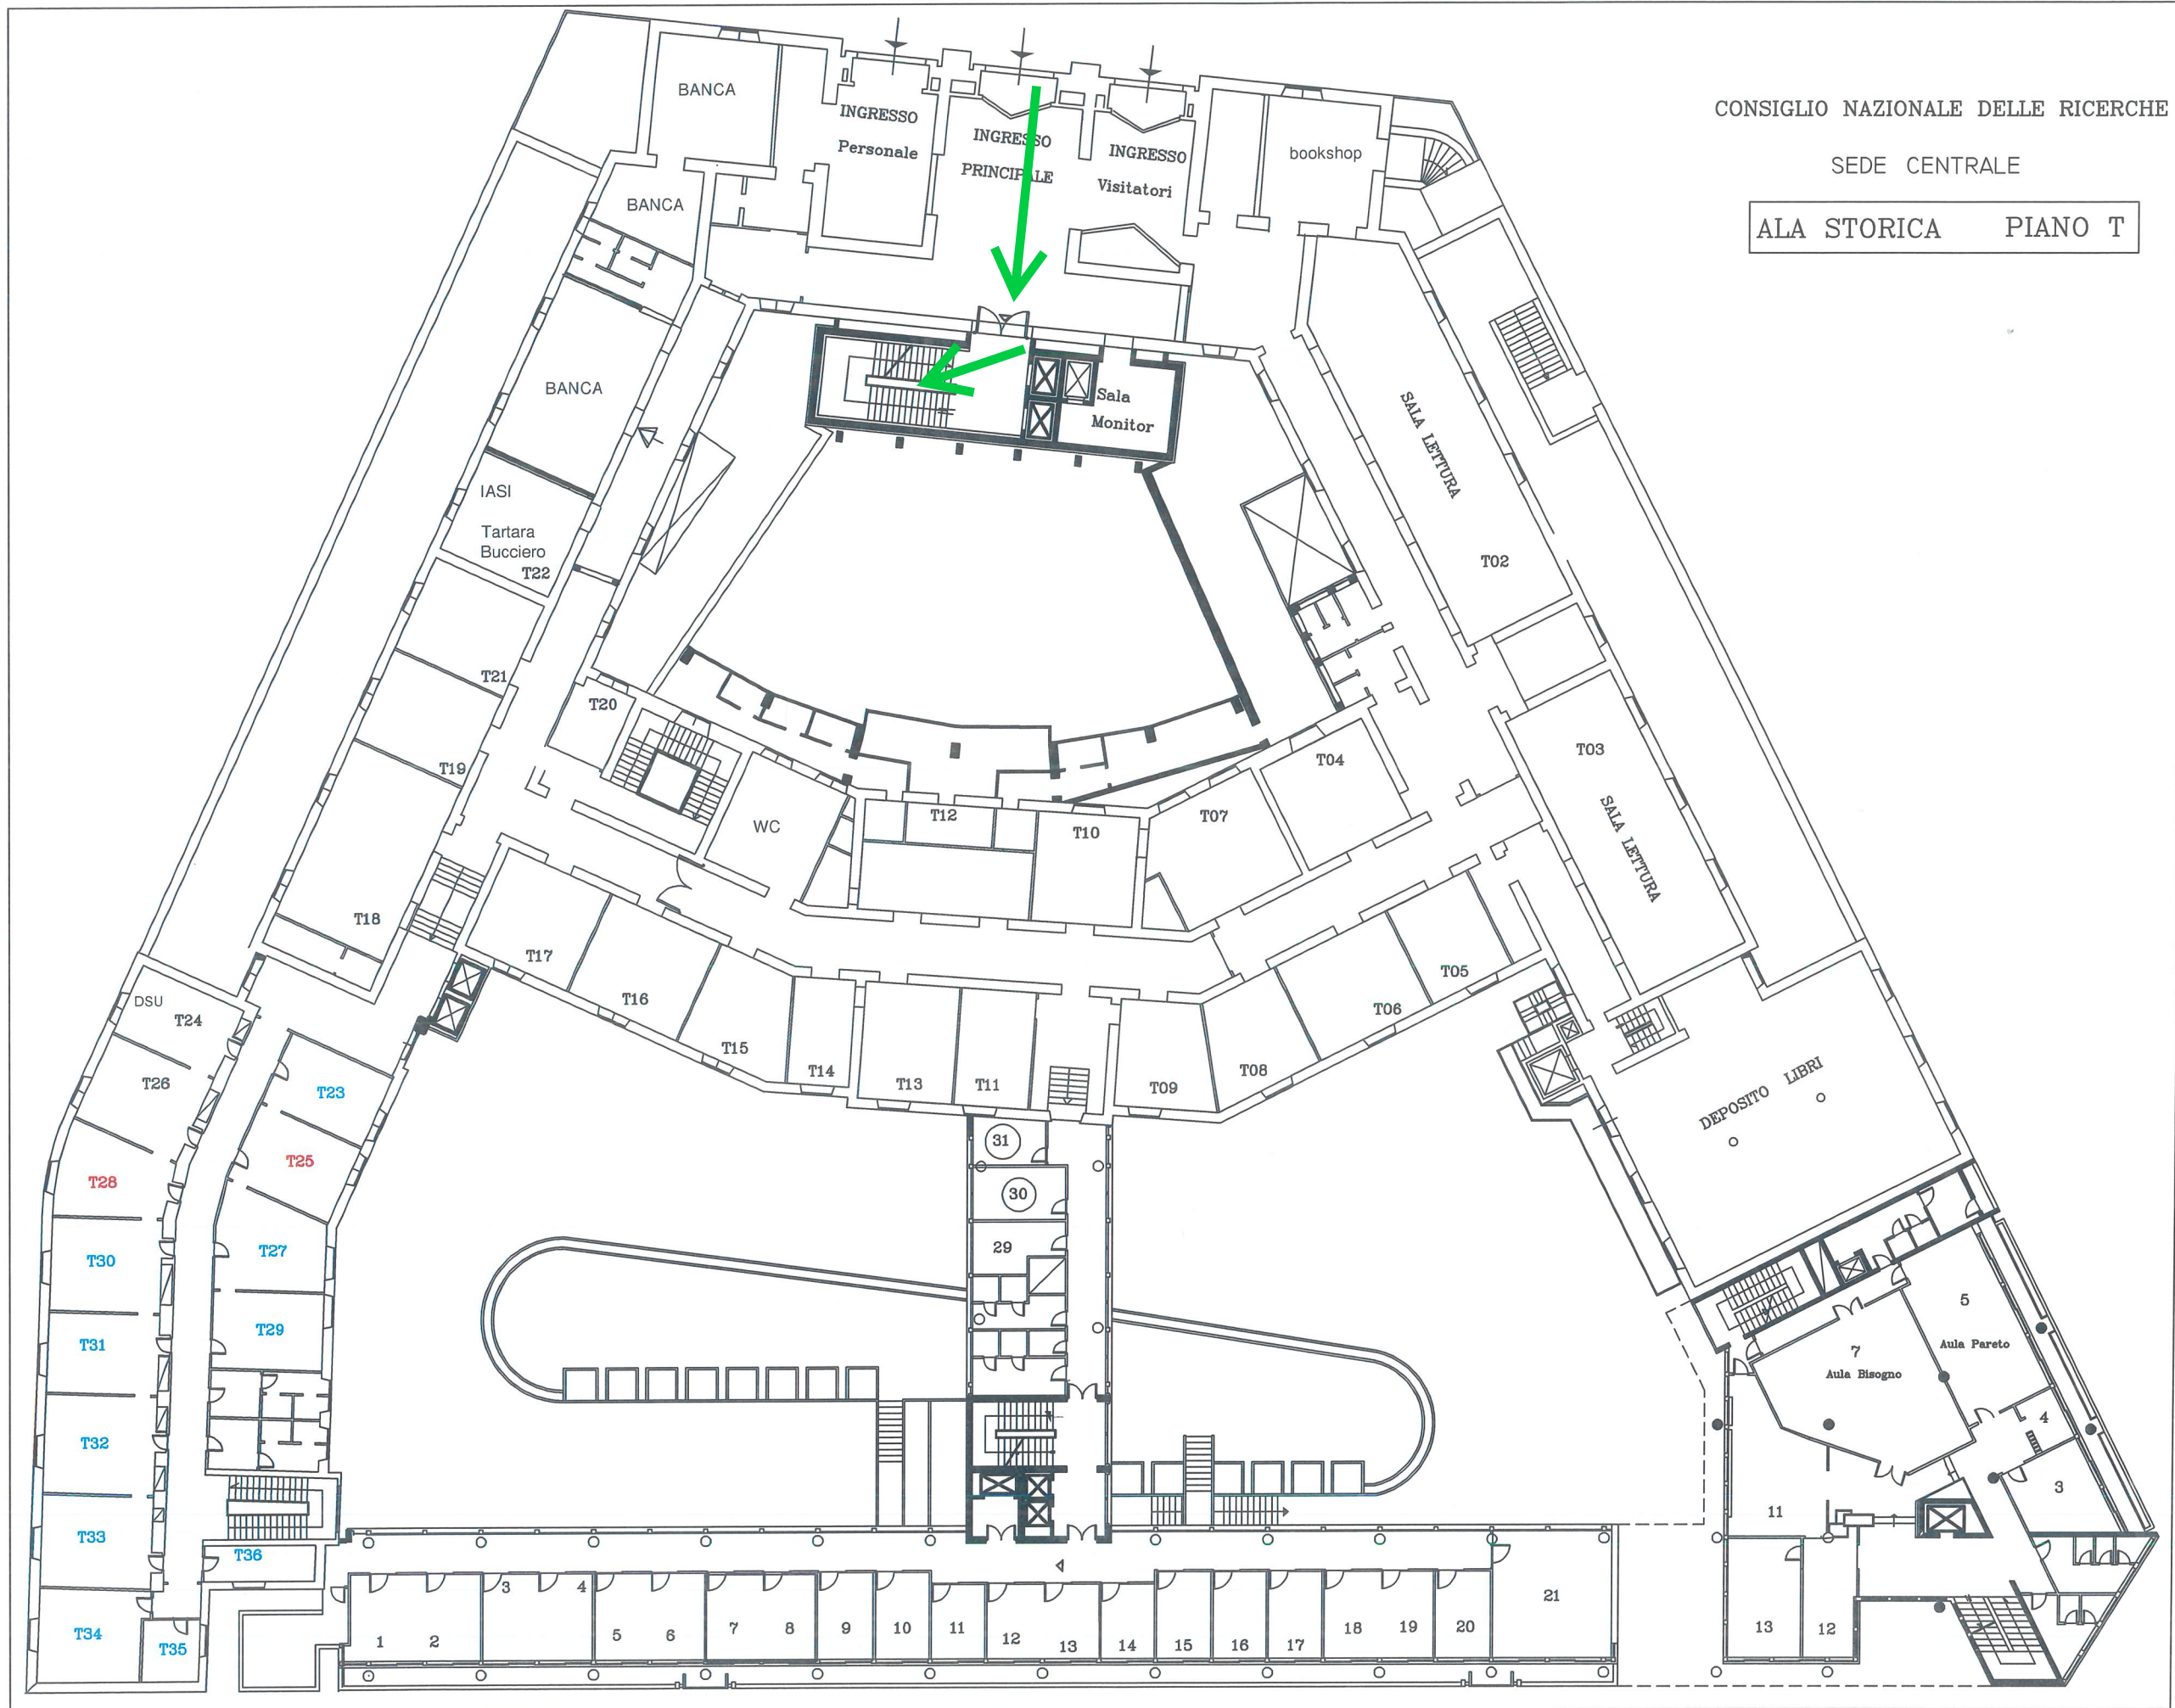 CONSIGLIO NAZIONALE DELLE RICERCHE
SEDE CENTRALE
ALA STORICA PIANO T
BANCA
INGRESSO
Personale
INGRESSO
PRINCIPALE
INGRESSO
Visitatori
bookshop
BANCA
BANCA
Sala
Monitor
SALA LETTURA
T02
IASI
Tartara
Bucciero
T22
T21
T20
T19
T18
WC
T12
T10
T07
T04
T03
SALA LETTURA
T17
T16
T15
T14
T13
T11
T09
T08
T06
T05
DEPOSITO LIBRI
DSU
T24
T26
T23
T25
T28
T27
T30
T29
T31
T32
T33
T36
T34
T35
31
30
29
5
Aula Pareto
7
Aula Bisogno
4
3
11
13
12
1
2
3
4
5
6
7
8
9
10
11
12
13
14
15
16
17
18
19
20
21